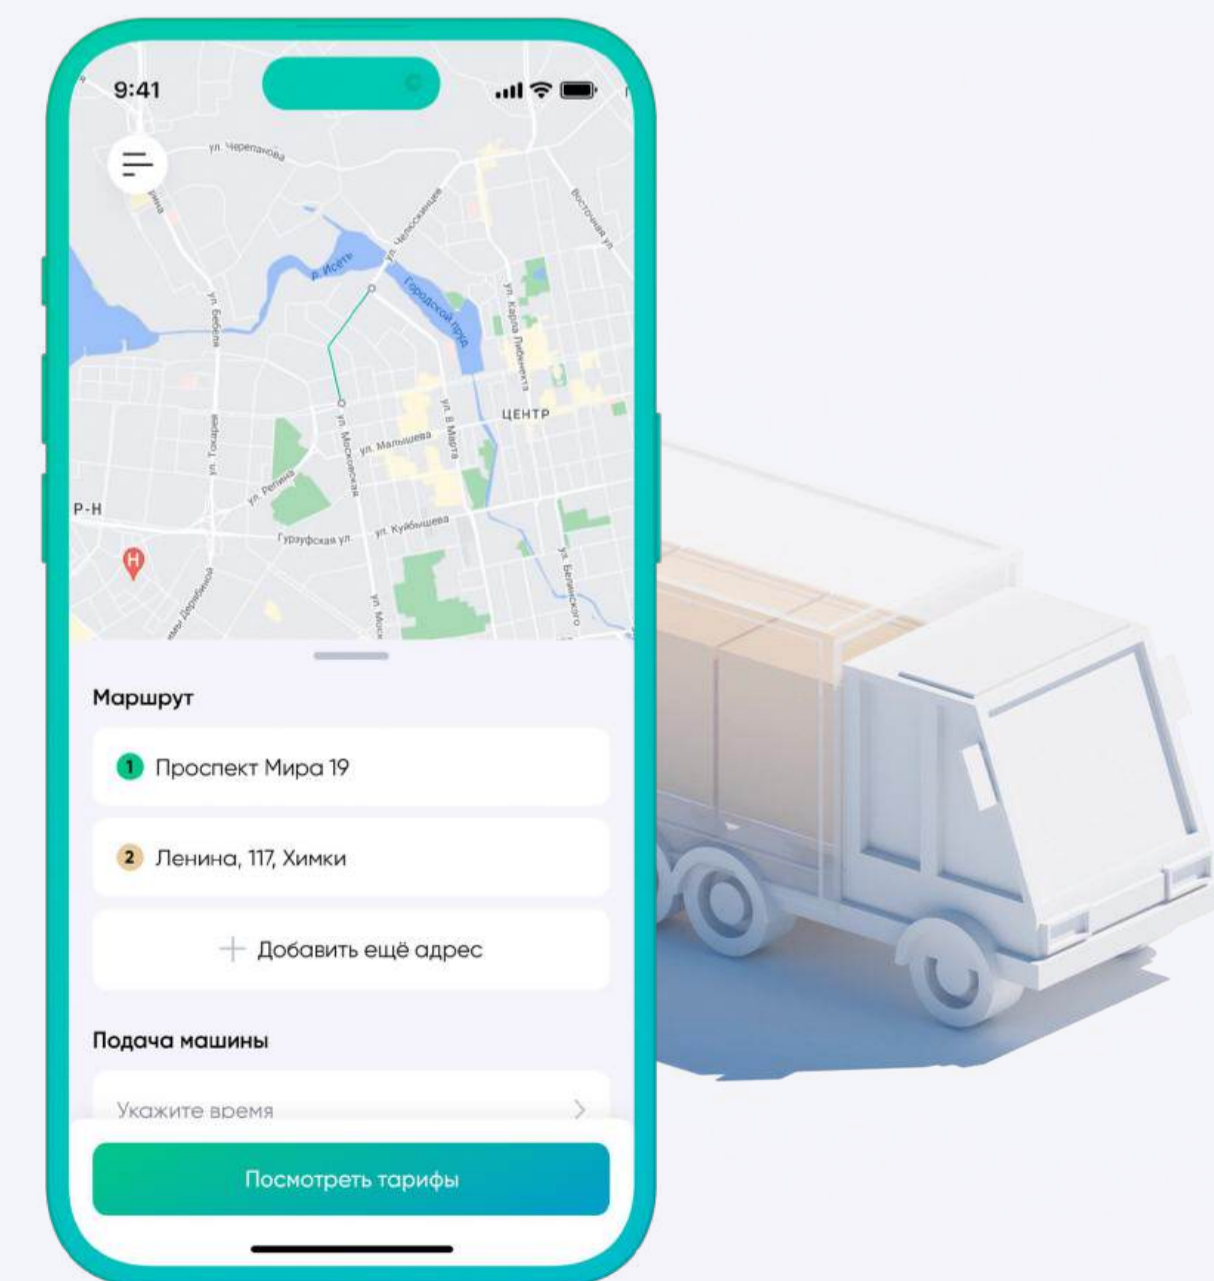 9:41
ул. Черепанова
Восточная ул
ул. Челюскинцев
р. Исеть
Городской пруд
ул. Бебеля
ул. Карла Либкнехта
ЦЕНТР
ул. 8 Марта
ул. Токарей
ул. Малышева
ул. Московская
ул. Репина
Р-Н
ул. Куйбышева
Гурзуфская ул.
H
ул. Белинского
ул. Моск
Маршрут
1 Проспект Мира 19
2 Ленина, 117, Химки
+ Добавить ещё адрес
Подача машины
Укажите время
Посмотреть тарифы